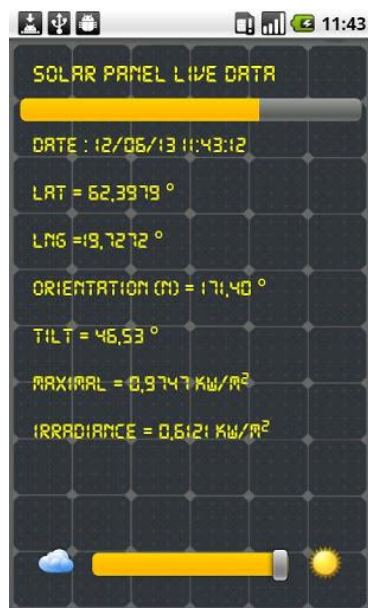 11:43
SOLAR PANEL LIVE DATA
DATE : 12/06/13 11:43:12
LAT = 62,3979 °
LNG =19,7272 °
ORIENTATION (N) = 171,40 °
TILT = 46,53 °
MAXIMAL = 0,9747 KW/M²
IRRADIANCE = 0,6121 KW/M²